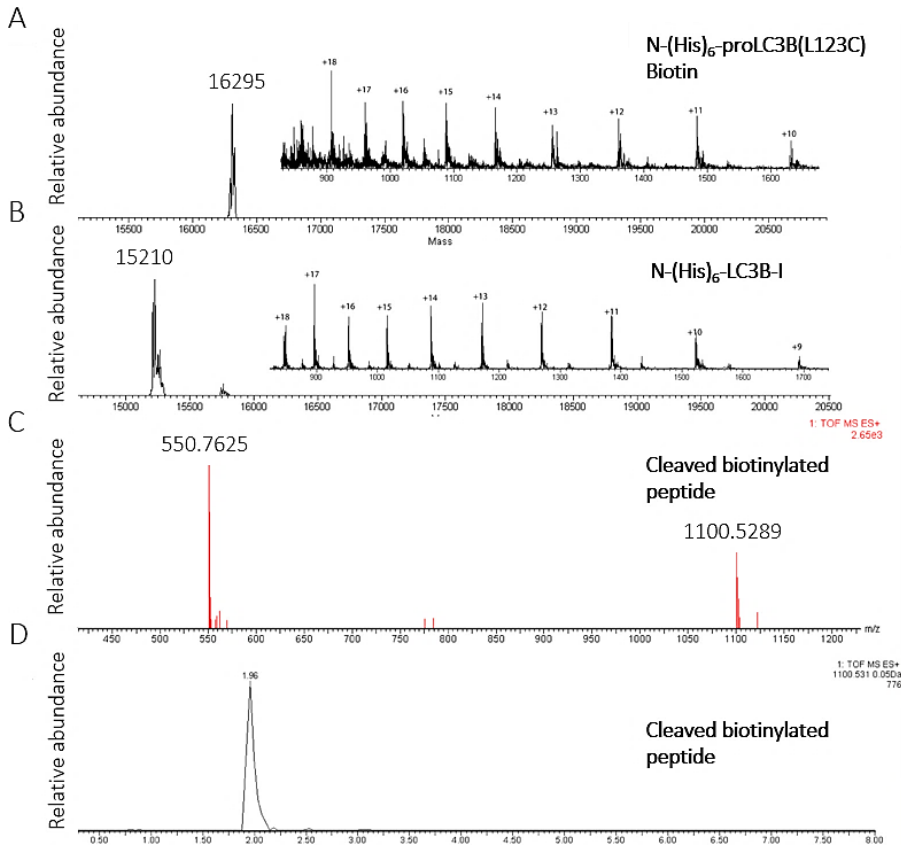 A
Relative abundance
16295
+18
+17
+16
+15
+14
+13
+12
+11
+10
N-(His)6-proLC3B(L123C)
Biotin
900 1000 1100 1200 1300 1400 1500 1600
15500 16000 16500 17000 17500 18000 18500 19000 19500 20000 20500
Mass
B
Relative abundance
15210
+18
+17
+16
+15
+14
+13
+12
+11
+10
+9
N-(His)6-LC3B-I
900 1000 1100 1200 1300 1400 1500 1600 1700
15000 15500 16000 16500 17000 17500 18000 18500 19000 19500 20000 20500
C
Relative abundance
1: TOF MS ES+
2.65e3
550.7625
Cleaved biotinylated
peptide
1100.5289
450 500 550 600 650 700 750 800 850 900 950 1000 1050 1100 1150 1200
m/z
D
Relative abundance
1.96
1: TOF MS ES+
1100 531 0.05Da
776
Cleaved biotinylated
peptide
0.50 1.00 1.50 2.00 2.50 3.00 3.50 4.00 4.50 5.00 5.50 6.00 6.50 7.00 7.50 8.00